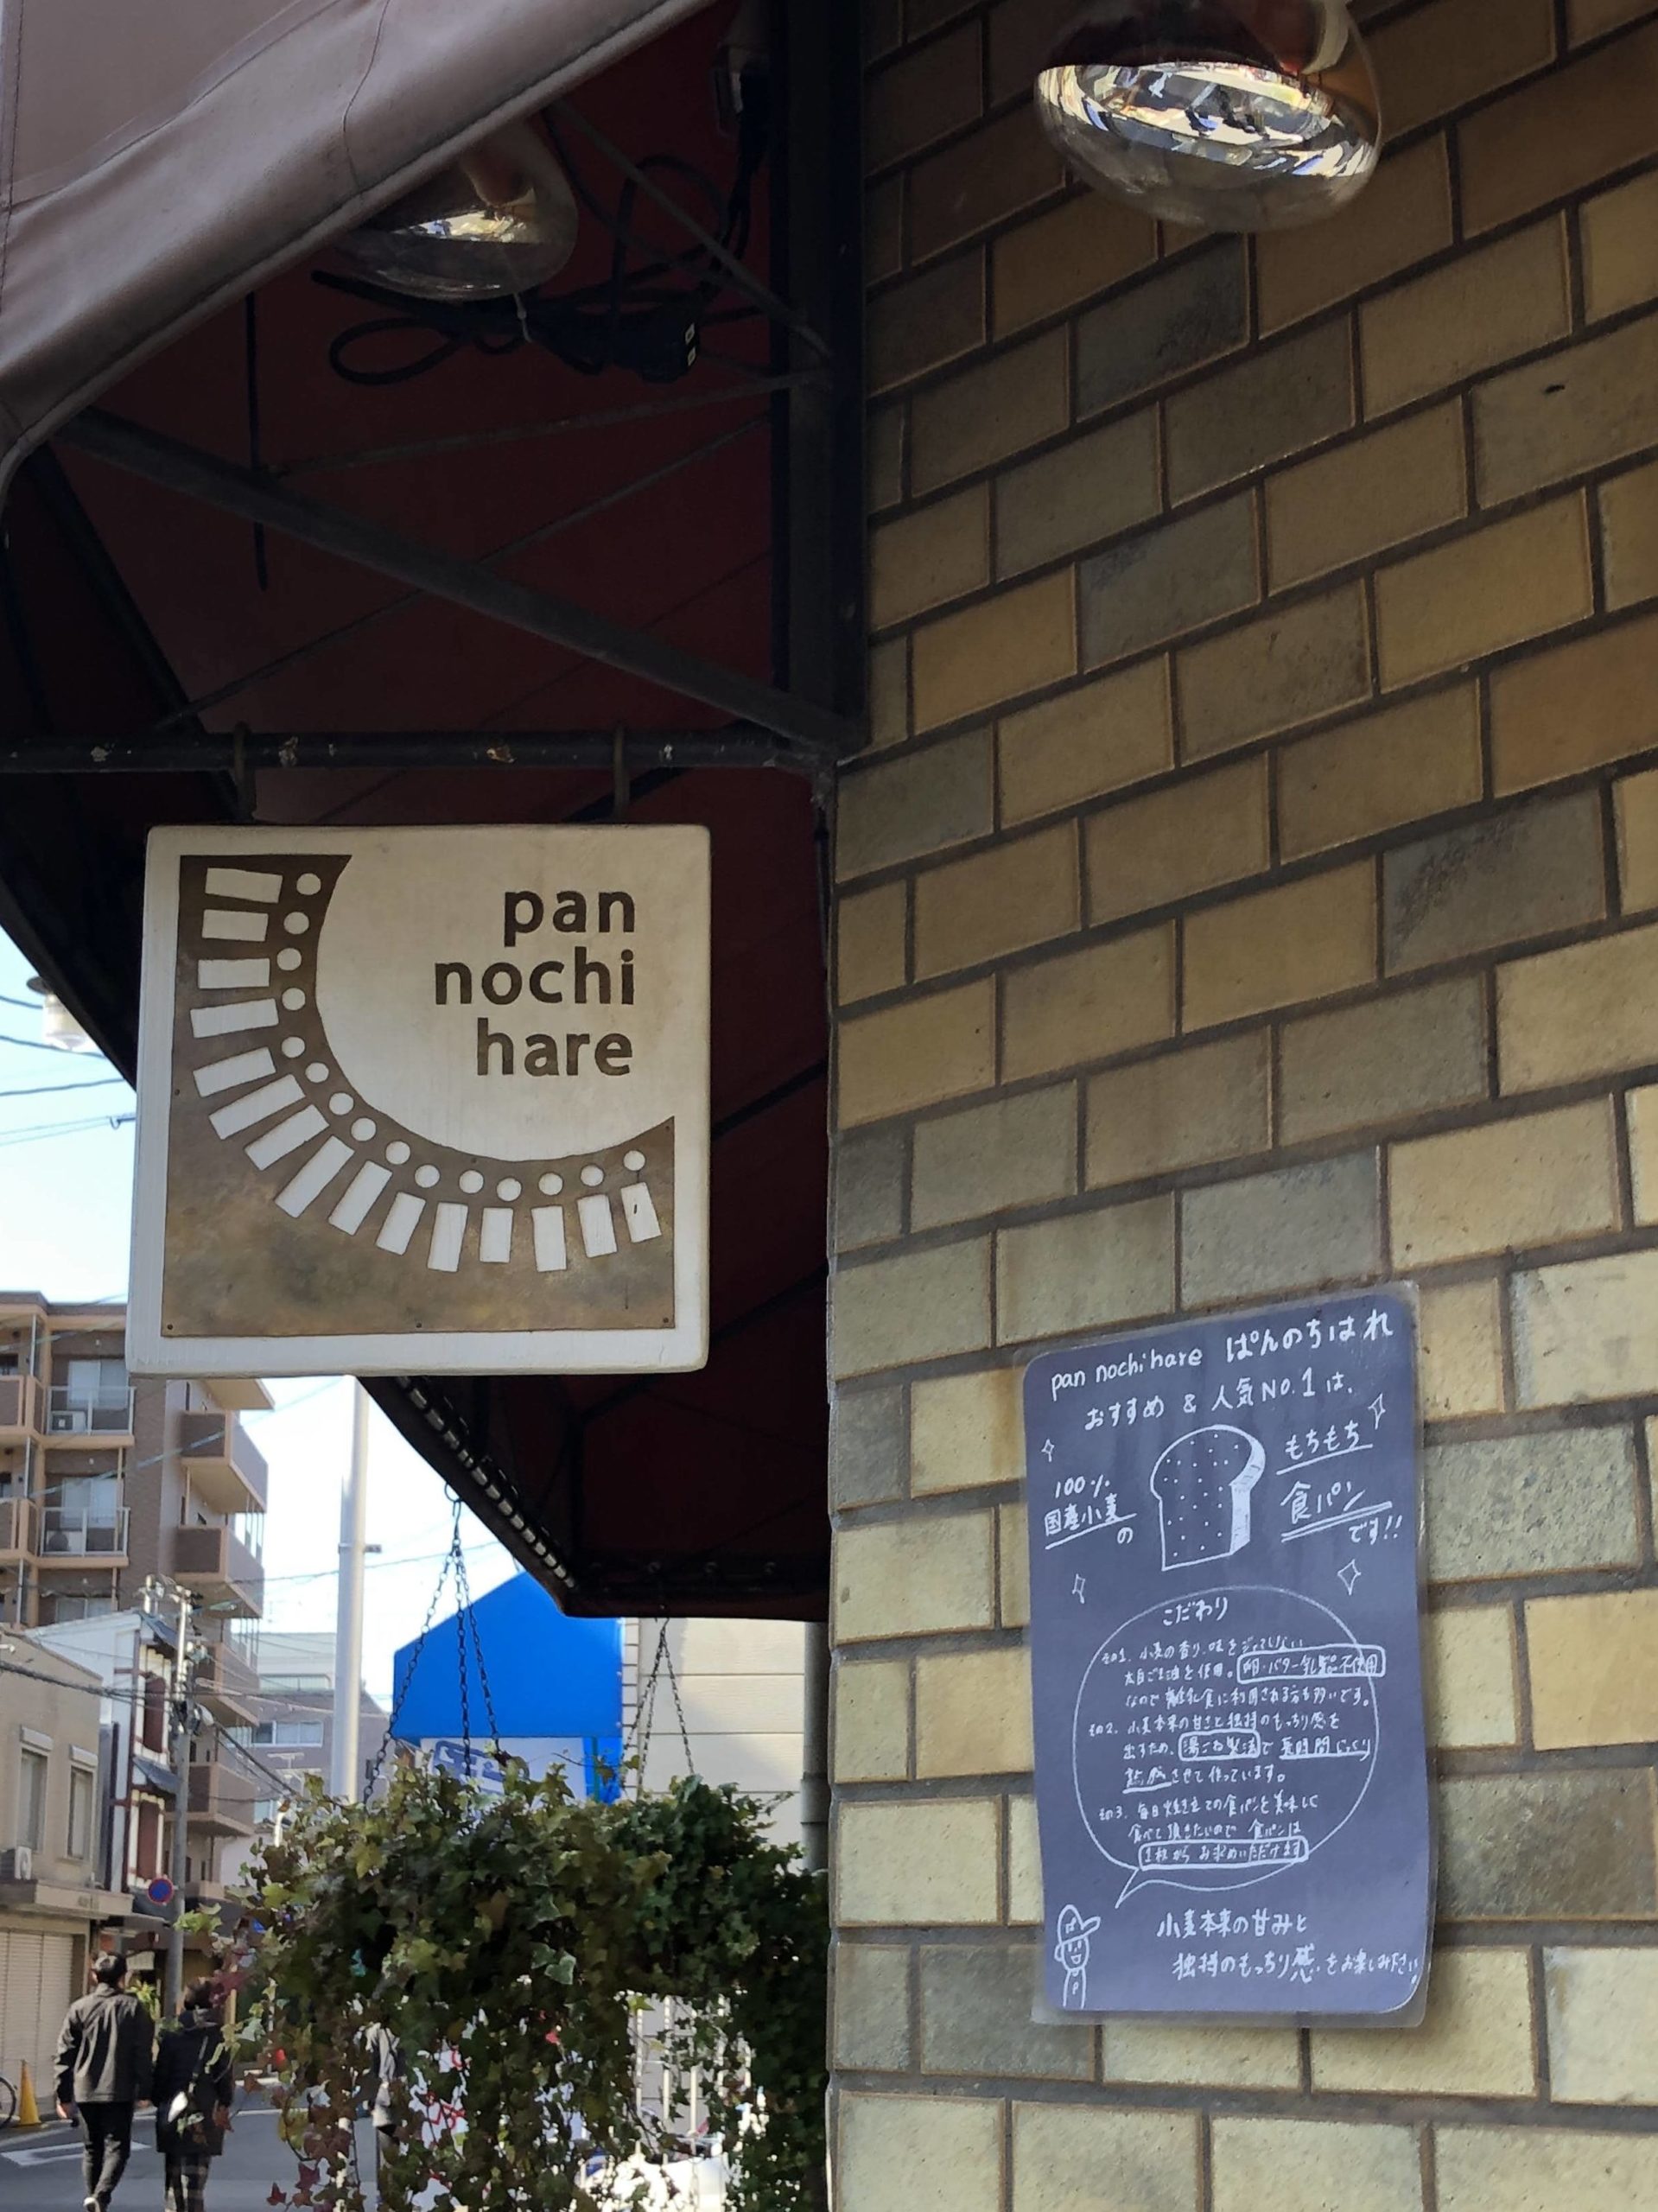 pan
nochi
hare
pan nochihare ぱんのちはれ
おすすめ & 人気NO.1は、
100%
国産小麦
の
もちもち
食パン
です!!
こだわり
その1. 小麦の香り、味をジャマしない
太白ごま油を使用。卵・バター・乳製品不使用
なので離乳食に利用される方も多いです。
その2. 小麦本来の甘さと独特のもっちり感を
出すため、湯ごね製法で長時間じっくり
熟成させて作っています。
その3. 毎日焼き立ての食パンを美味しく
食べて頂きたいので 食パンは
1枚から お求めいただけます
小麦本来の甘みと
独特のもっちり感をお楽しみ下さい!